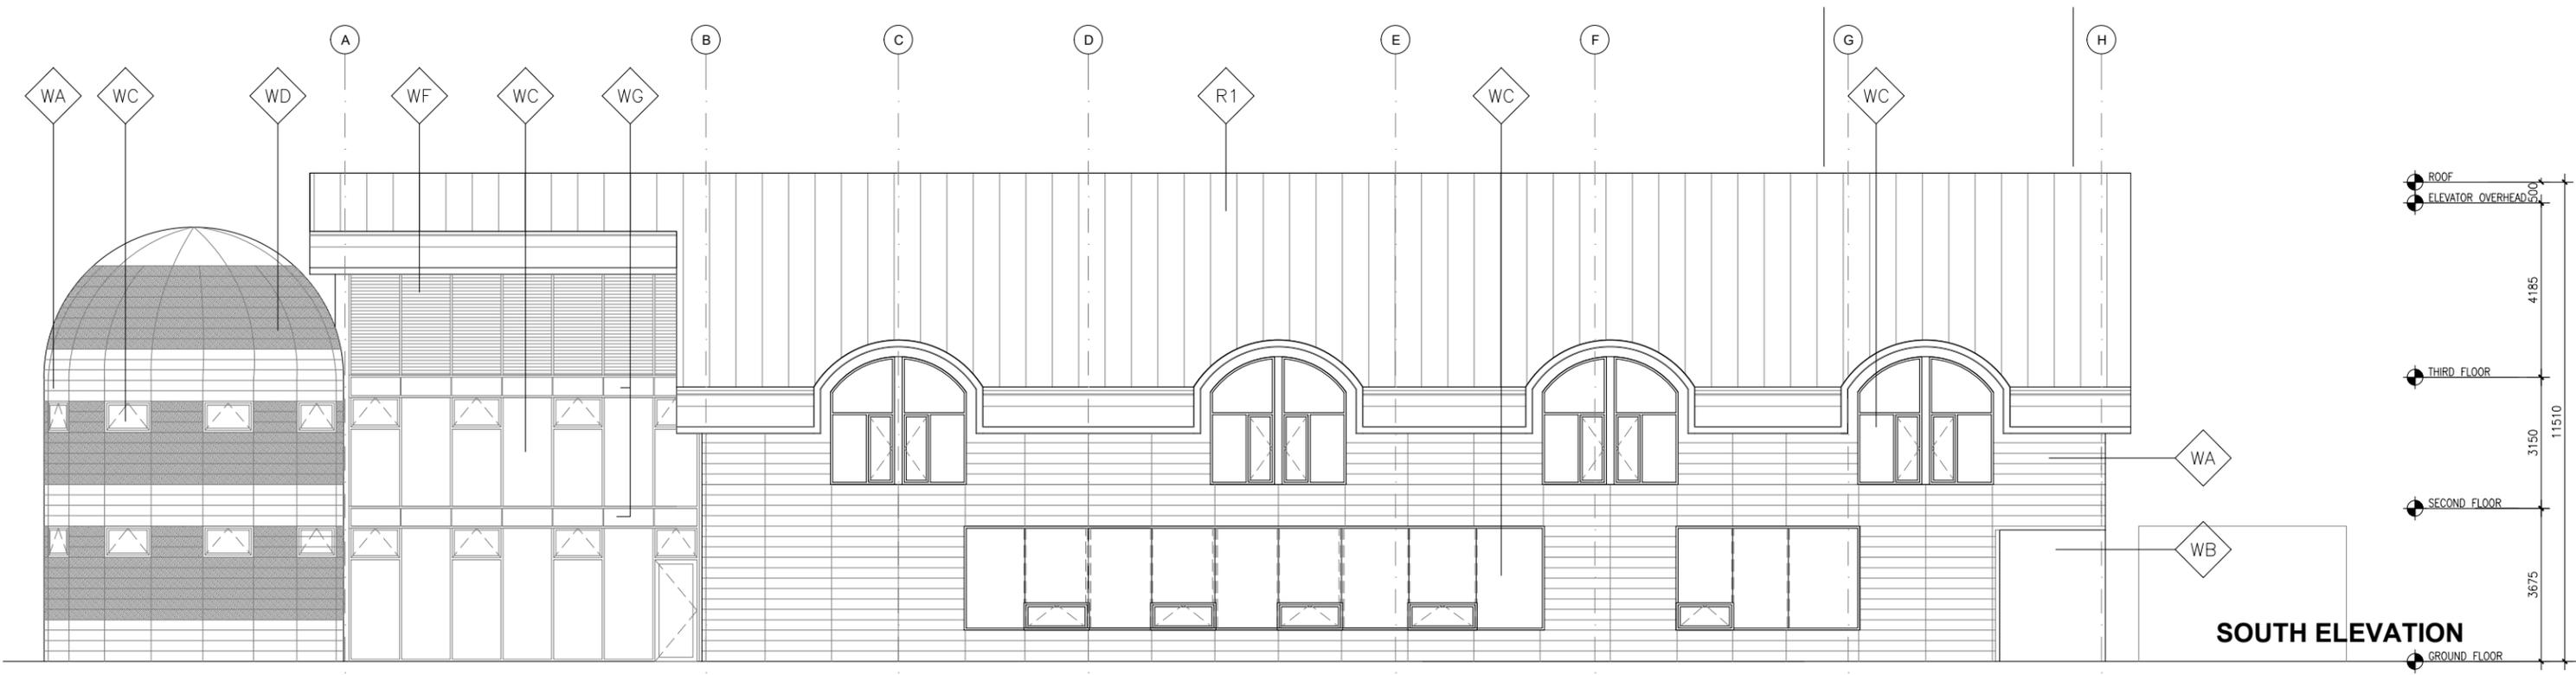 A
B
C
D
E
F
G
H
WA
WC
WD
WF
WC
WG
R1
WC
WC
ROOF
500
ELEVATOR OVERHEAD
4185
THIRD FLOOR
11510
3150
WA
SECOND FLOOR
WB
3675
SOUTH ELEVATION
GROUND FLOOR